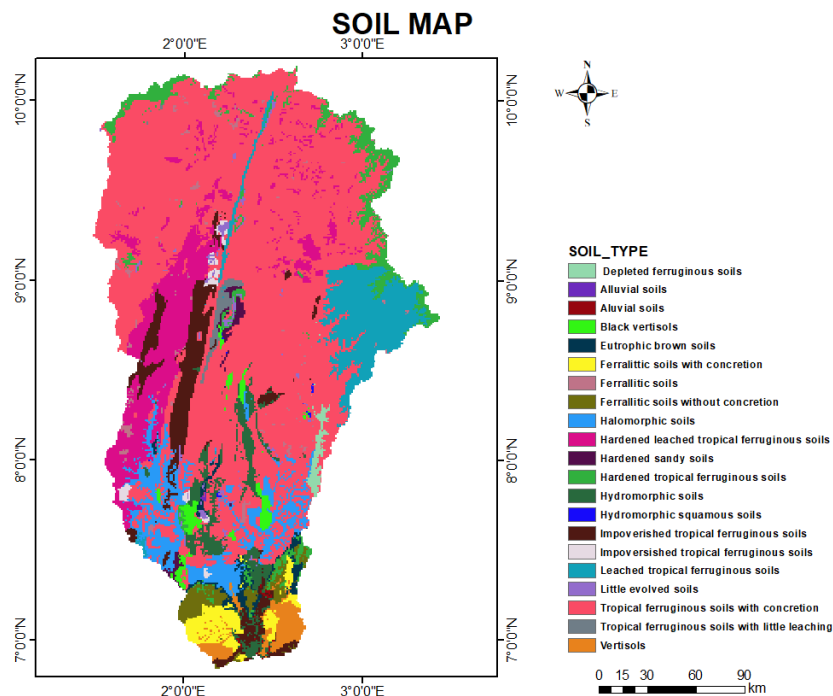 SOIL MAP
2°0'0"E 3°0'0"E
N
W E
S
10°0'0"N 10°0'0"N
9°0'0"N 9°0'0"N
8°0'0"N 8°0'0"N
7°0'0"N 7°0'0"N
2°0'0"E 3°0'0"E
SOIL_TYPE
Depleted ferruginous soils
Alluvial soils
Aluvial soils
Black vertisols
Eutrophic brown soils
Ferralittic soils with concretion
Ferallitic soils
Ferrallitic soils without concretion
Halomorphic soils
Hardened leached tropical ferruginous soils
Hardened sandy soils
Hardened tropical ferruginous soils
Hydromorphic soils
Hydromorphic squamous soils
Impoverished tropical ferruginous soils
Impoversished tropical ferruginous soils
Leached tropical ferruginous soils
Little evolved soils
Tropical ferruginous soils with concretion
Tropical ferruginous soils with little leaching
Vertisols
0 15 30 60 90
km